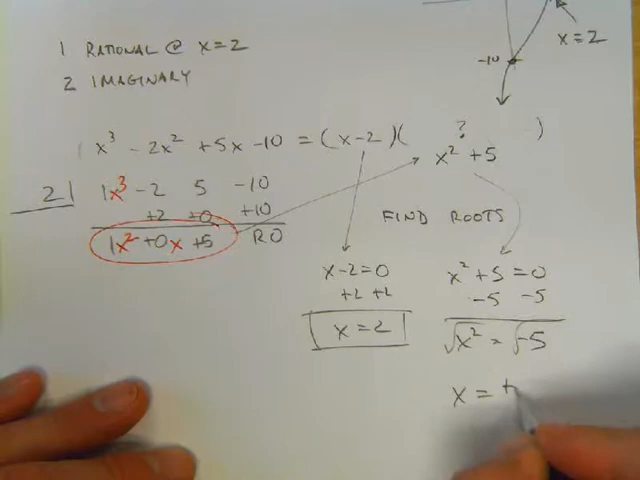 1 RATIONAL @ x=2
2 IMAGINARY
x=2
-10
x³ - 2x² + 5x - 10 = (x-2)( ? )
x² + 5
2| 1x³ -2 5 -10
+2 +0 +10
1x² +0x +5 R0
FIND ROOTS
x-2=0
+2 +2
x=2
x² + 5 = 0
-5 -5
√x² = √-5
x = +